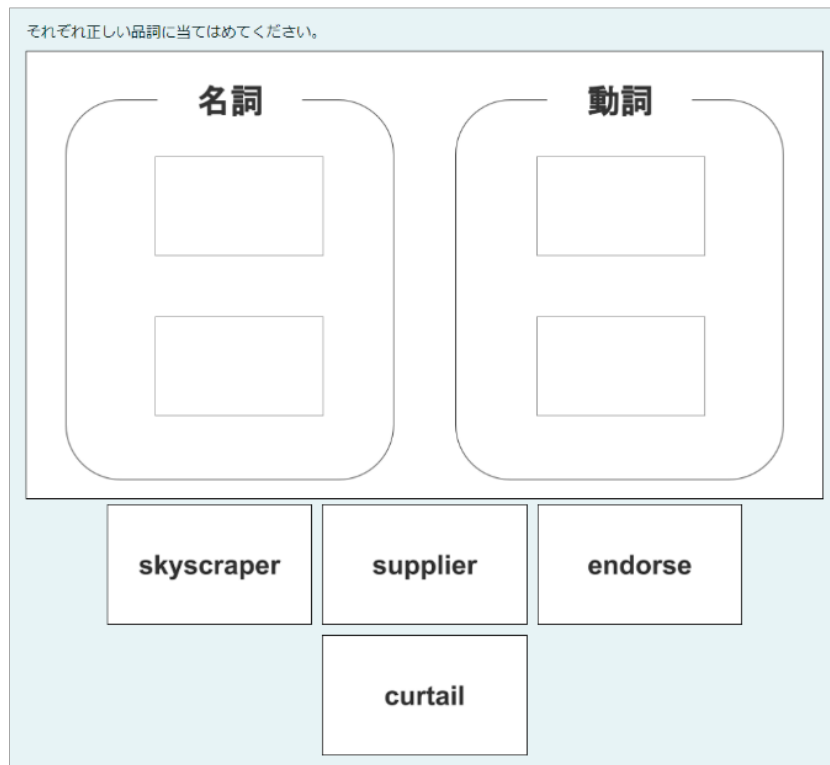 それぞれ正しい品詞に当てはめてください。
名詞 動詞
skyscraper supplier endorse
curtail